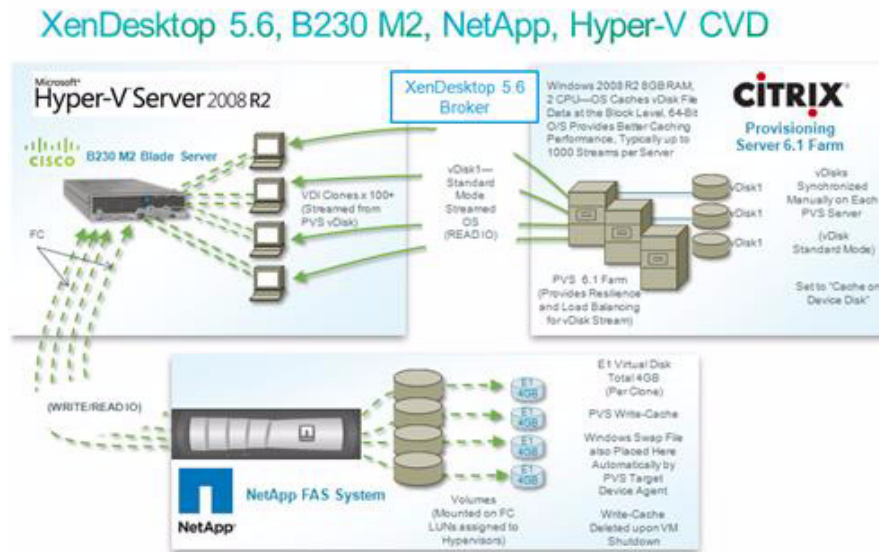 XenDesktop 5.6, B230 M2, NetApp, Hyper-V CVD
Microsoft®
Hyper-V Server 2008 R2
CISCO
B230 M2 Blade Server
FC
VDI Clones x 100+
(Streamed from
PVS vDisk)
XenDesktop 5.6
Broker
vDisk1—
Standard
Mode
Streamed
OS
(READ IO)
Windows 2008 R2 8GB RAM,
2 CPU—OS Caches vDisk File
Data at the Block Level, 64-Bit
O/S Provides Better Caching
Performance, Typically up to
1000 Streams per Server
CITRIX®
Provisioning
Server 6.1 Farm
vDisk1
vDisk1
vDisk1
vDisks
Synchronized
Manually on Each
PVS Server
(vDisk
Standard Mode)
Set to "Cache on
Device Disk"
PVS 6.1 Farm
(Provides Resilience
and Load Balancing
for vDisk Stream)
(WRITE/READ IO)
NetApp®
NetApp FAS System
Volumes
(Mounted on FC
LUNs assigned to
Hypervisors)
E1
4GB
E1
4GB
E1
4GB
E1
4GB
E1 Virtual Disk
Total 4GB
(Per Clone)
PVS Write-Cache
Windows Swap File
also Placed Here
Automatically by
PVS Target
Device Agent
Write-Cache
Deleted upon VM
Shutdown